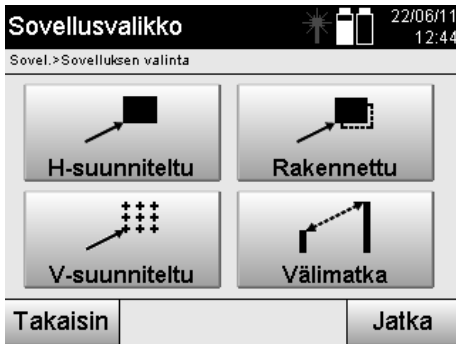 Sovellusvalikko
22/06/11
12:44
Sovel.>Sovelluksen valinta
H-suunniteltu
Rakennettu
V-suunniteltu
Välimatka
Takaisin
Jatka